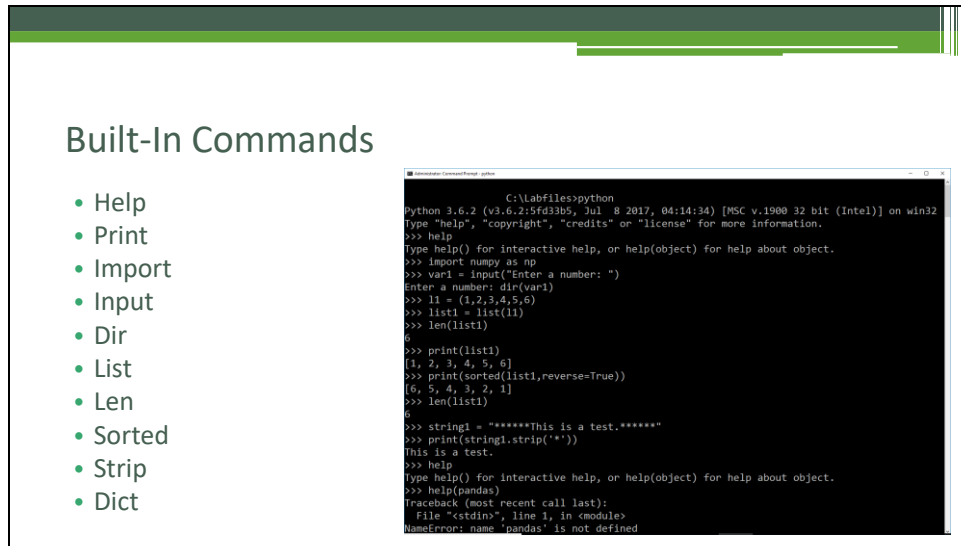 Built-In Commands
• Help
• Print
• Import
• Input
• Dir
• List
• Len
• Sorted
• Strip
• Dict
Administrator: Command Prompt - python
C:\Labfiles>python
Python 3.6.2 (v3.6.2:5fd33b5, Jul  8 2017, 04:14:34) [MSC v.1900 32 bit (Intel)] on win32
Type "help", "copyright", "credits" or "license" for more information.
>>> help
Type help() for interactive help, or help(object) for help about object.
>>> import numpy as np
>>> var1 = input("Enter a number: ")
Enter a number: dir(var1)
>>> l1 = (1,2,3,4,5,6)
>>> list1 = list(l1)
>>> len(list1)
6
>>> print(list1)
[1, 2, 3, 4, 5, 6]
>>> print(sorted(list1,reverse=True))
[6, 5, 4, 3, 2, 1]
>>> len(list1)
6
>>> string1 = "******This is a test.******"
>>> print(string1.strip('*'))
This is a test.
>>> help
Type help() for interactive help, or help(object) for help about object.
>>> help(pandas)
Traceback (most recent call last):
  File "<stdin>", line 1, in <module>
NameError: name 'pandas' is not defined